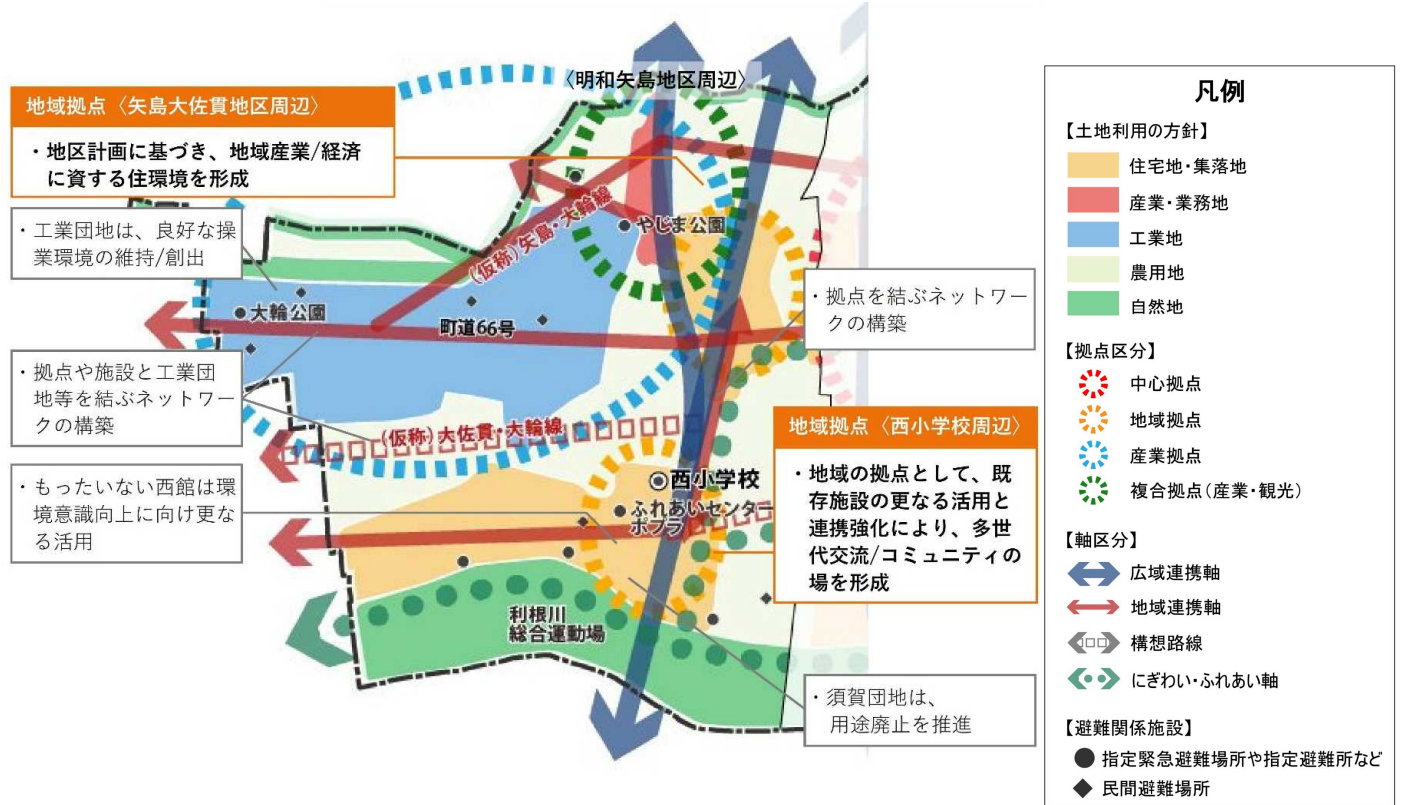 〈明和矢島地区周辺〉
地域拠点〈矢島大佐貫地区周辺〉
・地区計画に基づき、地域産業/経済
に資する住環境を形成
・工業団地は、良好な操
業環境の維持/創出
(仮称)矢島・大輪線
やじま公園
・拠点を結ぶネットワー
クの構築
大輪公園
町道66号
・拠点や施設と工業団
地等を結ぶネットワー
クの構築
(仮称)大佐貫・大輪線
地域拠点〈西小学校周辺〉
・地域の拠点として、既
存施設の更なる活用と
連携強化により、多世
代交流/コミュニティの
場を形成
・もったいない西館は環
境意識向上に向け更な
る活用
西小学校
ふれあいセンター
ポプラ
利根川
総合運動場
・須賀団地は、
用途廃止を推進
凡例
【土地利用の方針】
住宅地・集落地
産業・業務地
工業地
農用地
自然地
【拠点区分】
中心拠点
地域拠点
産業拠点
複合拠点(産業・観光)
【軸区分】
広域連携軸
地域連携軸
構想路線
にぎわい・ふれあい軸
【避難関係施設】
指定緊急避難場所や指定避難所など
民間避難場所